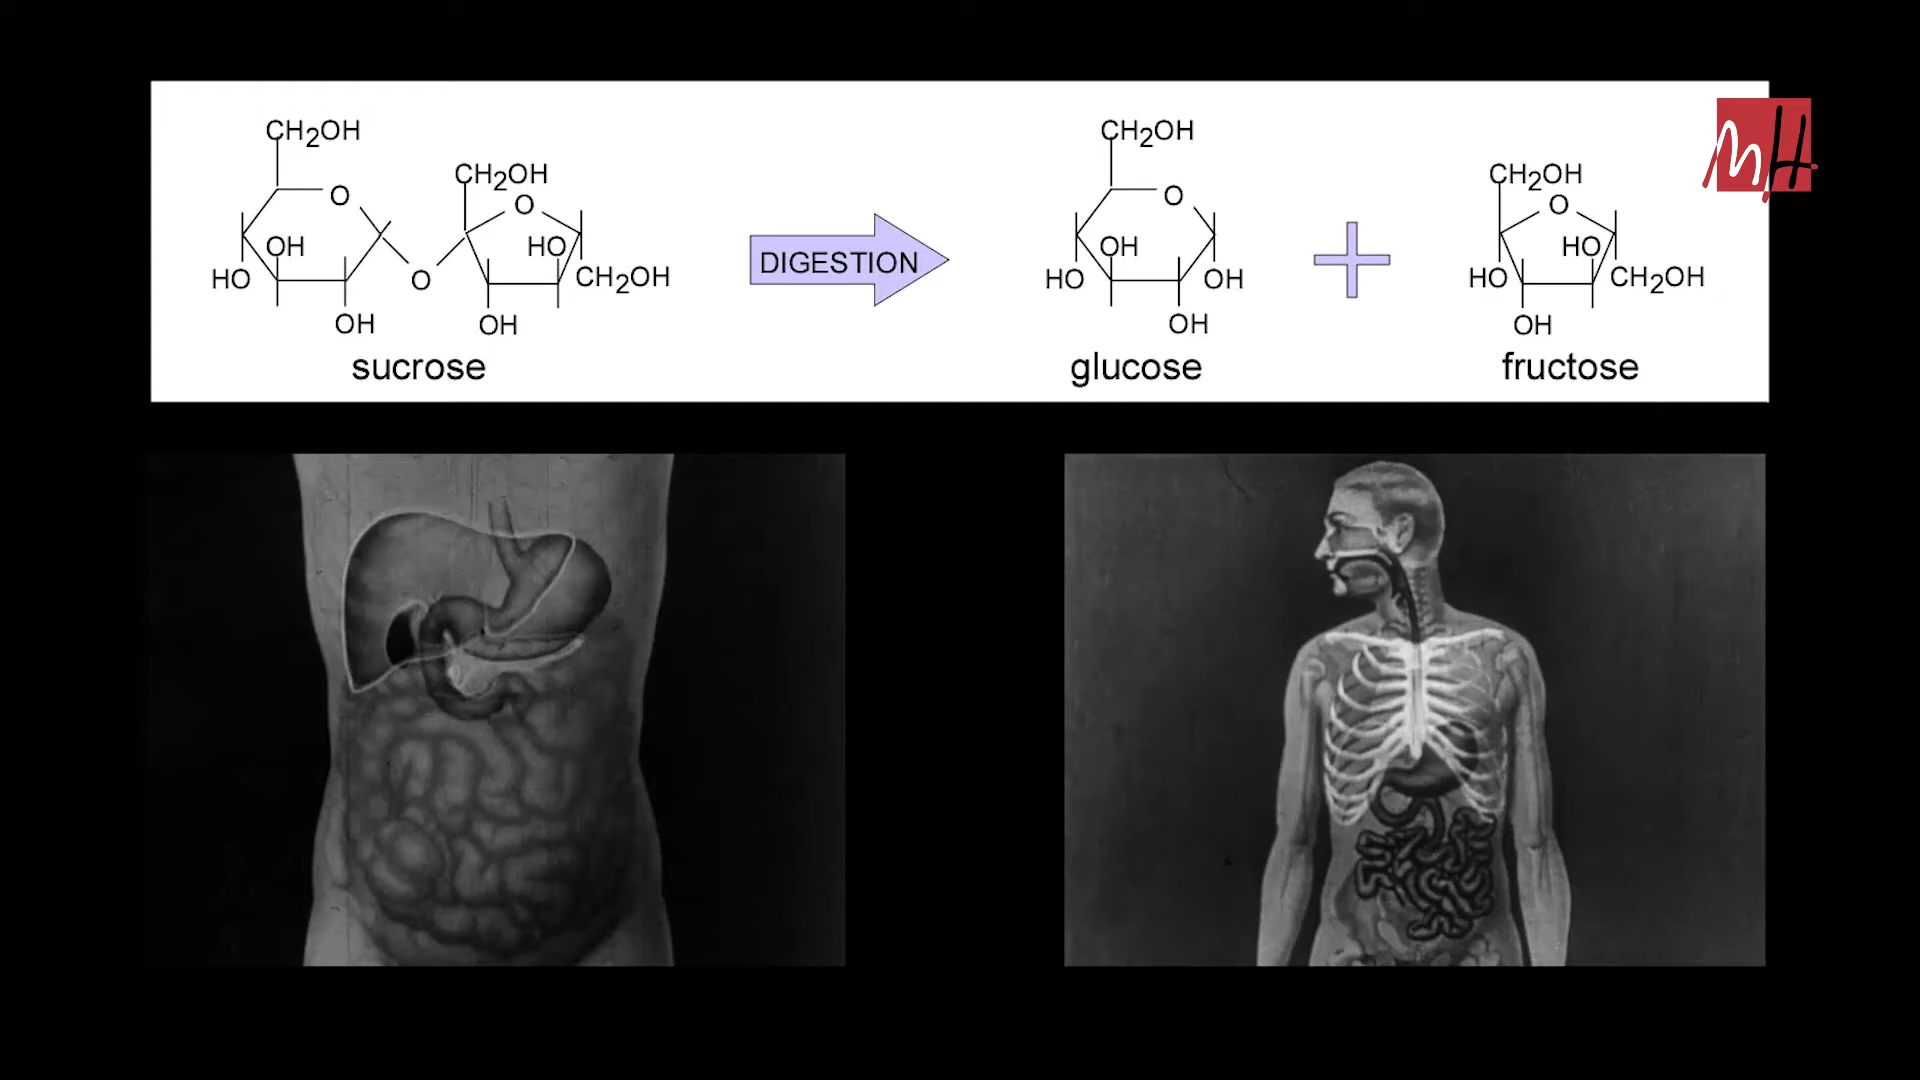 CH2OH
O
CH2OH
O
OH
HO
HO
CH2OH
O
OH
OH
sucrose
DIGESTION
CH2OH
O
OH
HO
OH
OH
glucose
CH2OH
O
HO
HO
CH2OH
OH
fructose
MH